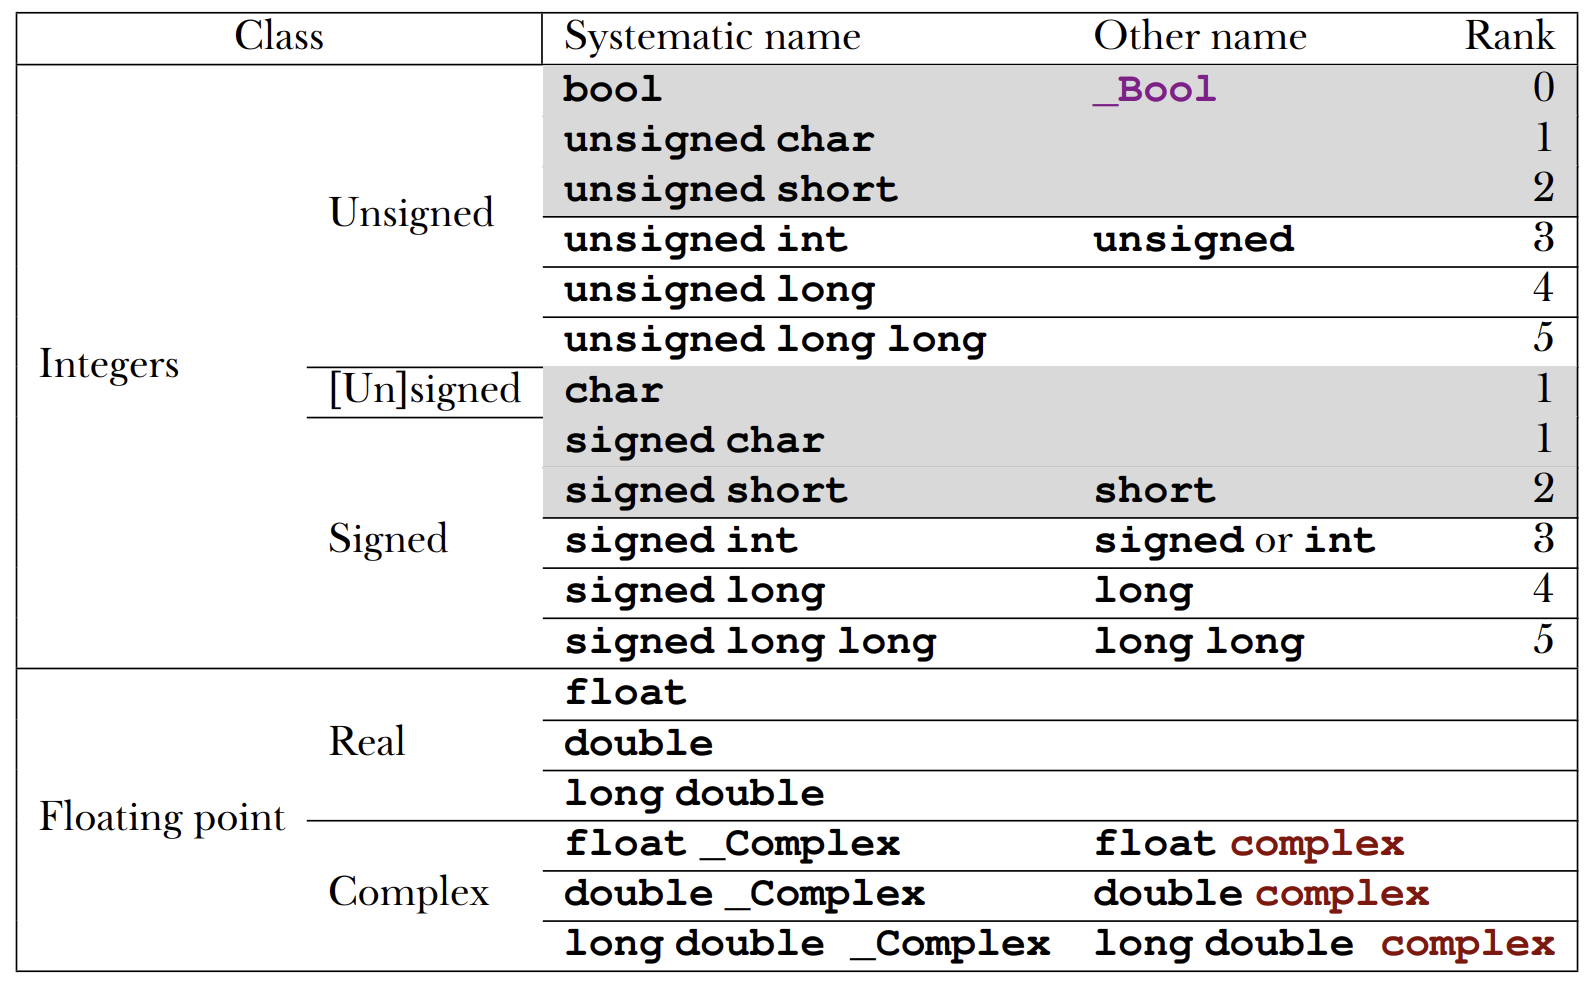 Class Systematic name Other name Rank
bool _Bool 0
unsigned char 1
unsigned short 2
Unsigned
unsigned int unsigned 3
unsigned long 4
unsigned long long 5
Integers
[Un]signed char 1
signed char 1
signed short short 2
Signed signed int signed or int 3
signed long long 4
signed long long long long 5
float
Real double
long double
Floating point
float _Complex float complex
Complex double _Complex double complex
long double _Complex long double complex